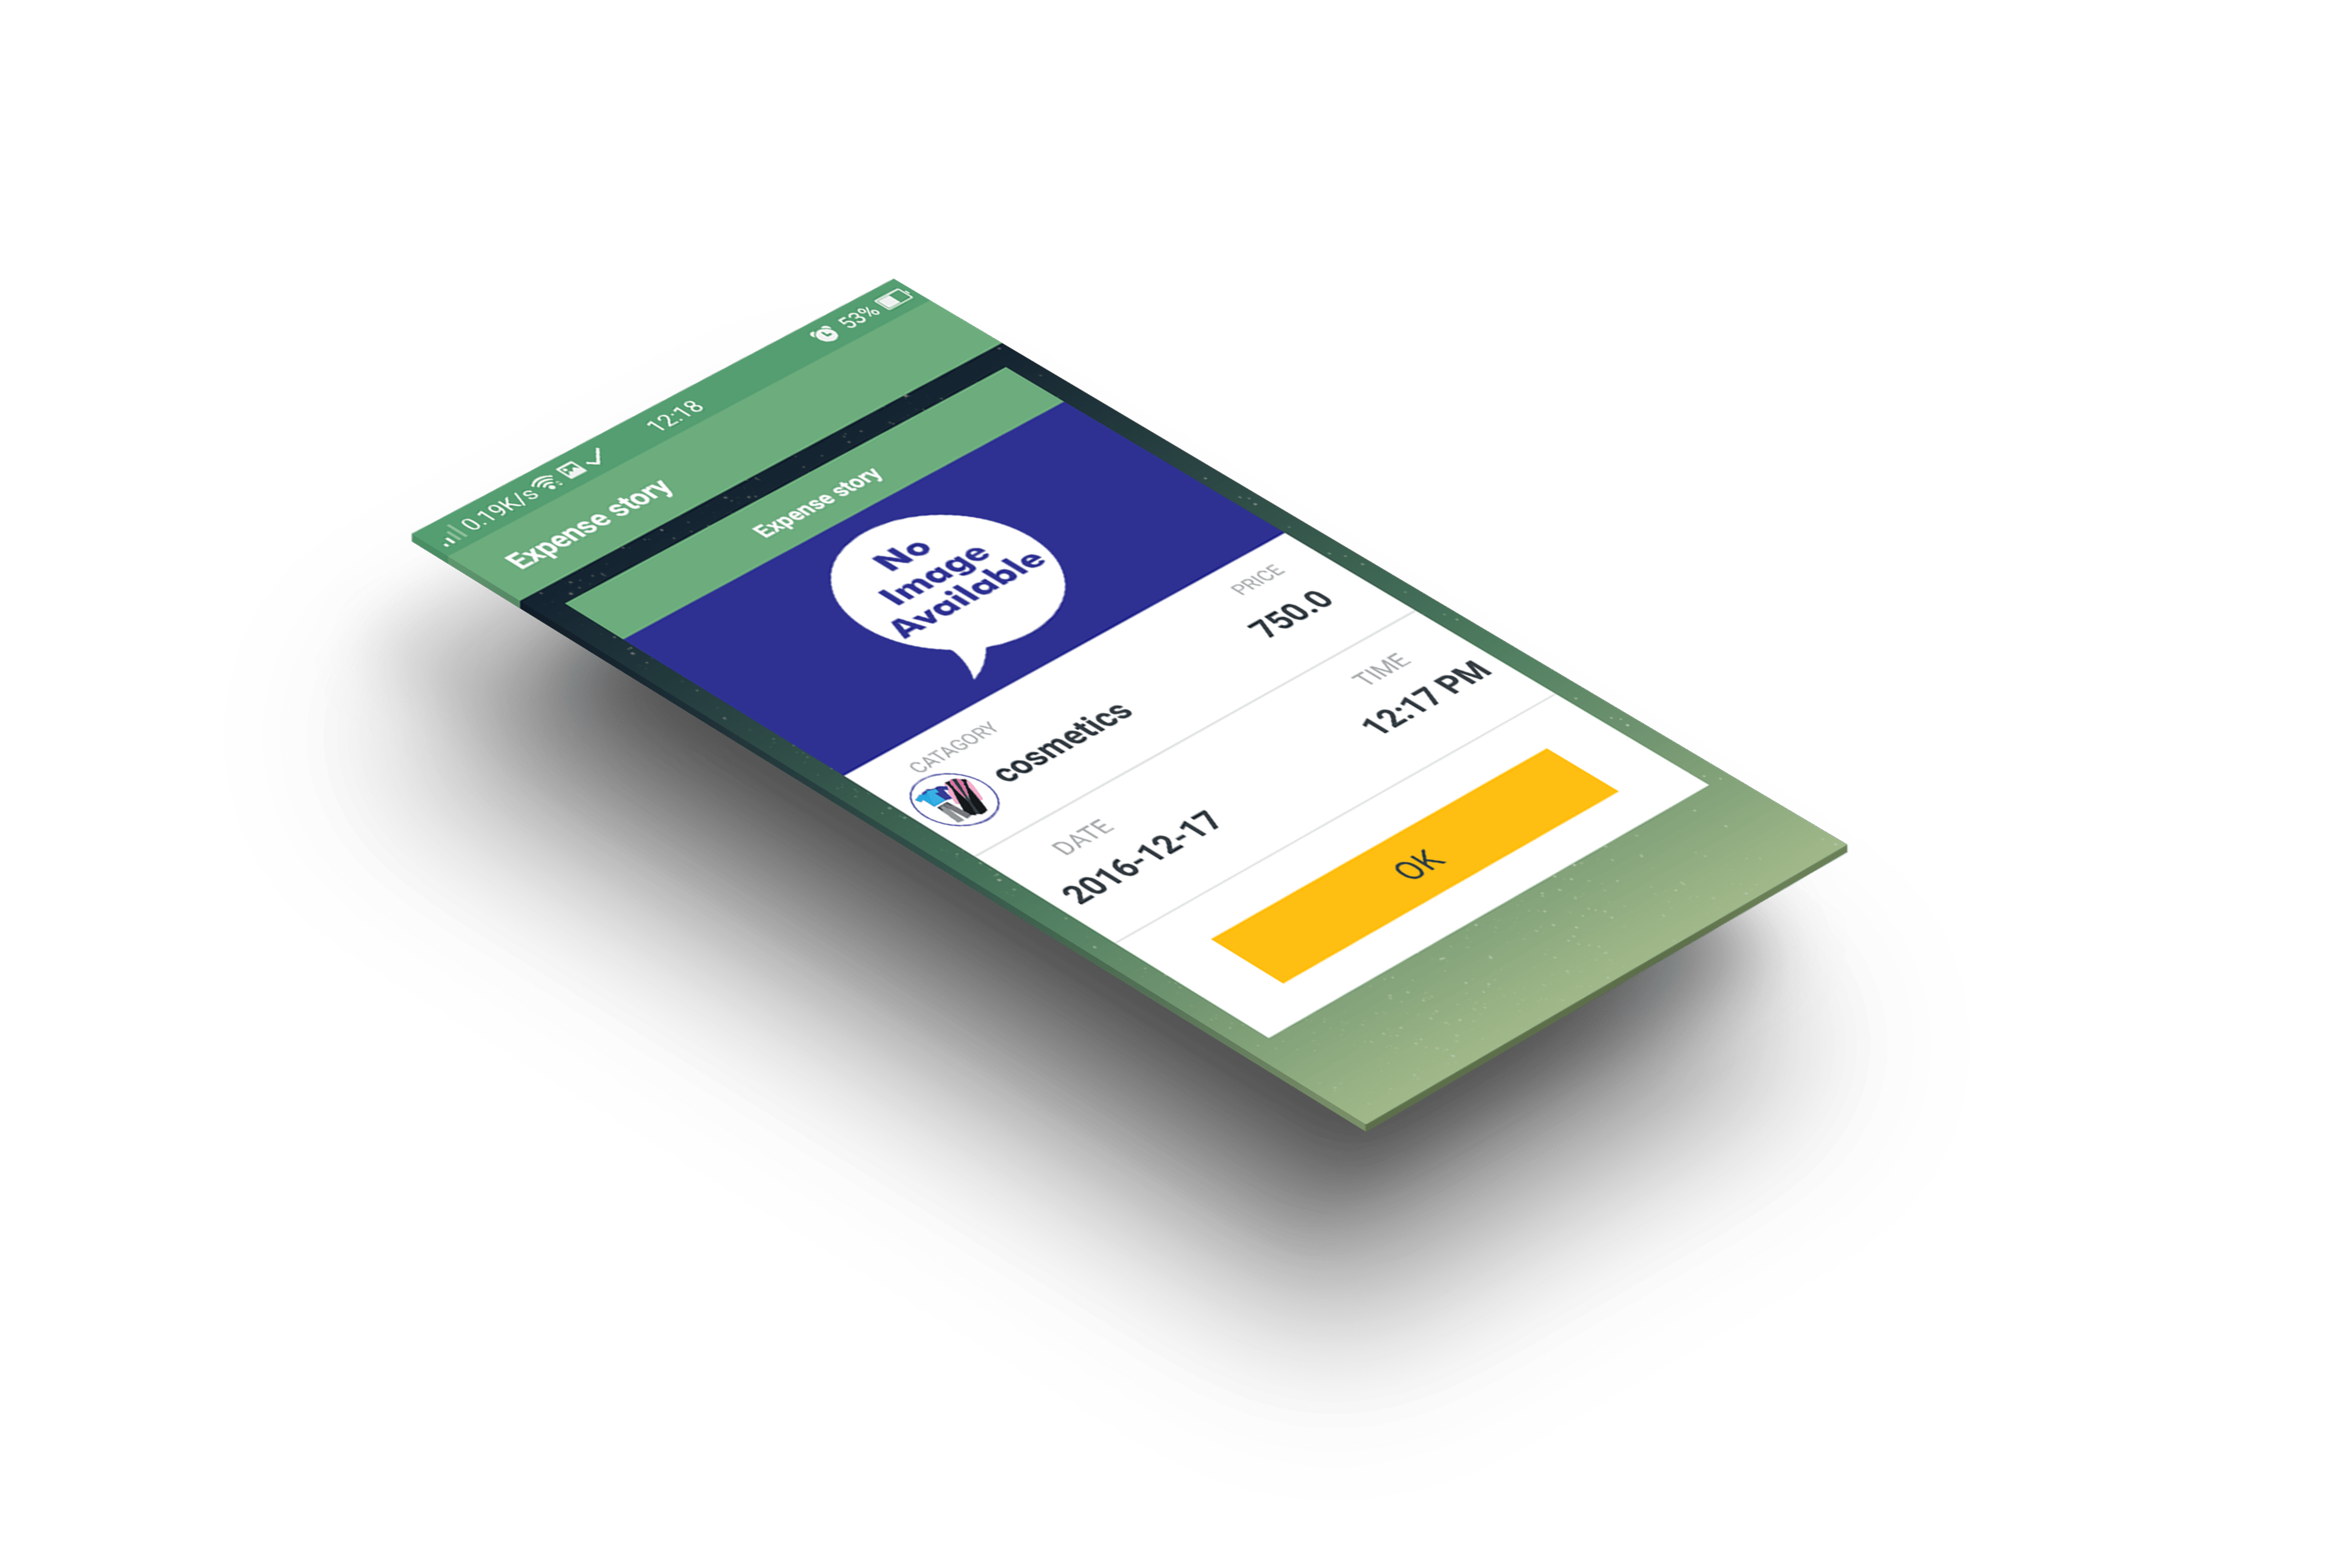 0.19K/s 12:18 53%
Expense story
Expense story
No
Image
Available
CATAGORY PRICE
cosmetics 750.0
DATE TIME
2016-12-17 12:17 PM
OK